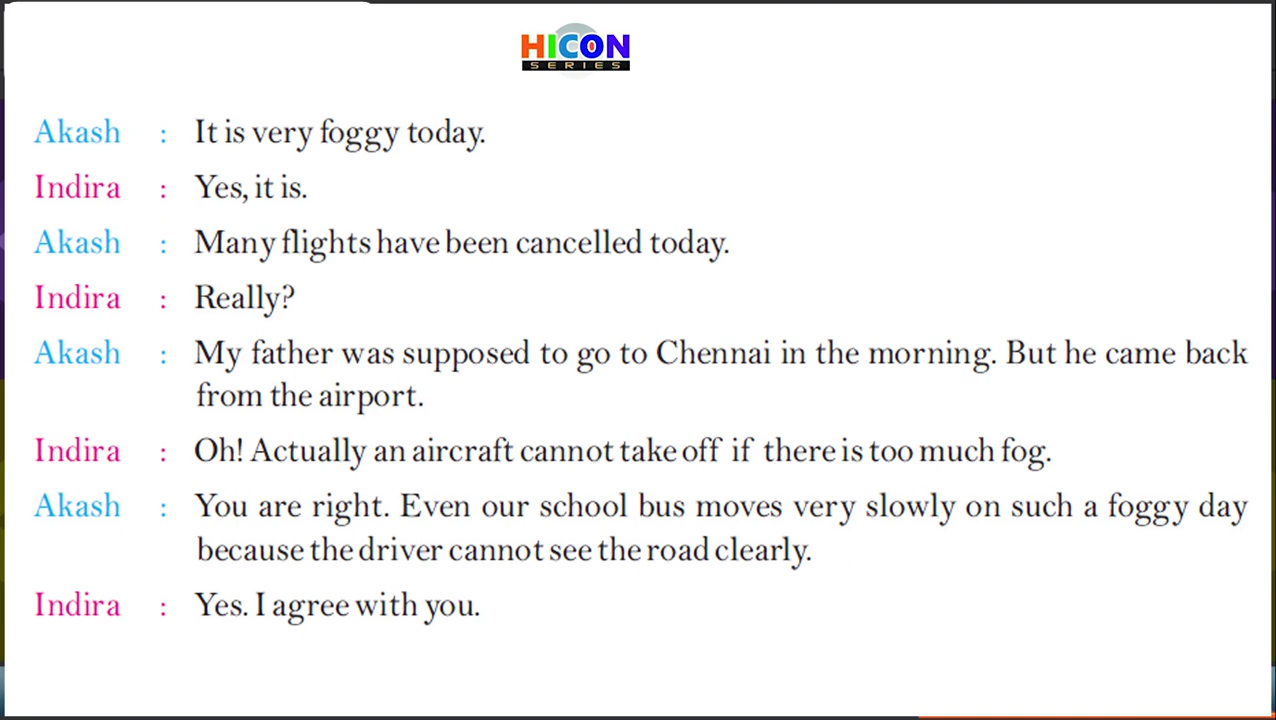 HICON
SERIES
Akash : It is very foggy today.
Indira : Yes, it is.
Akash : Many flights have been cancelled today.
Indira : Really?
Akash : My father was supposed to go to Chennai in the morning. But he came back
from the airport.
Indira : Oh! Actually an aircraft cannot take off if there is too much fog.
Akash : You are right. Even our school bus moves very slowly on such a foggy day
because the driver cannot see the road clearly.
Indira : Yes. I agree with you.